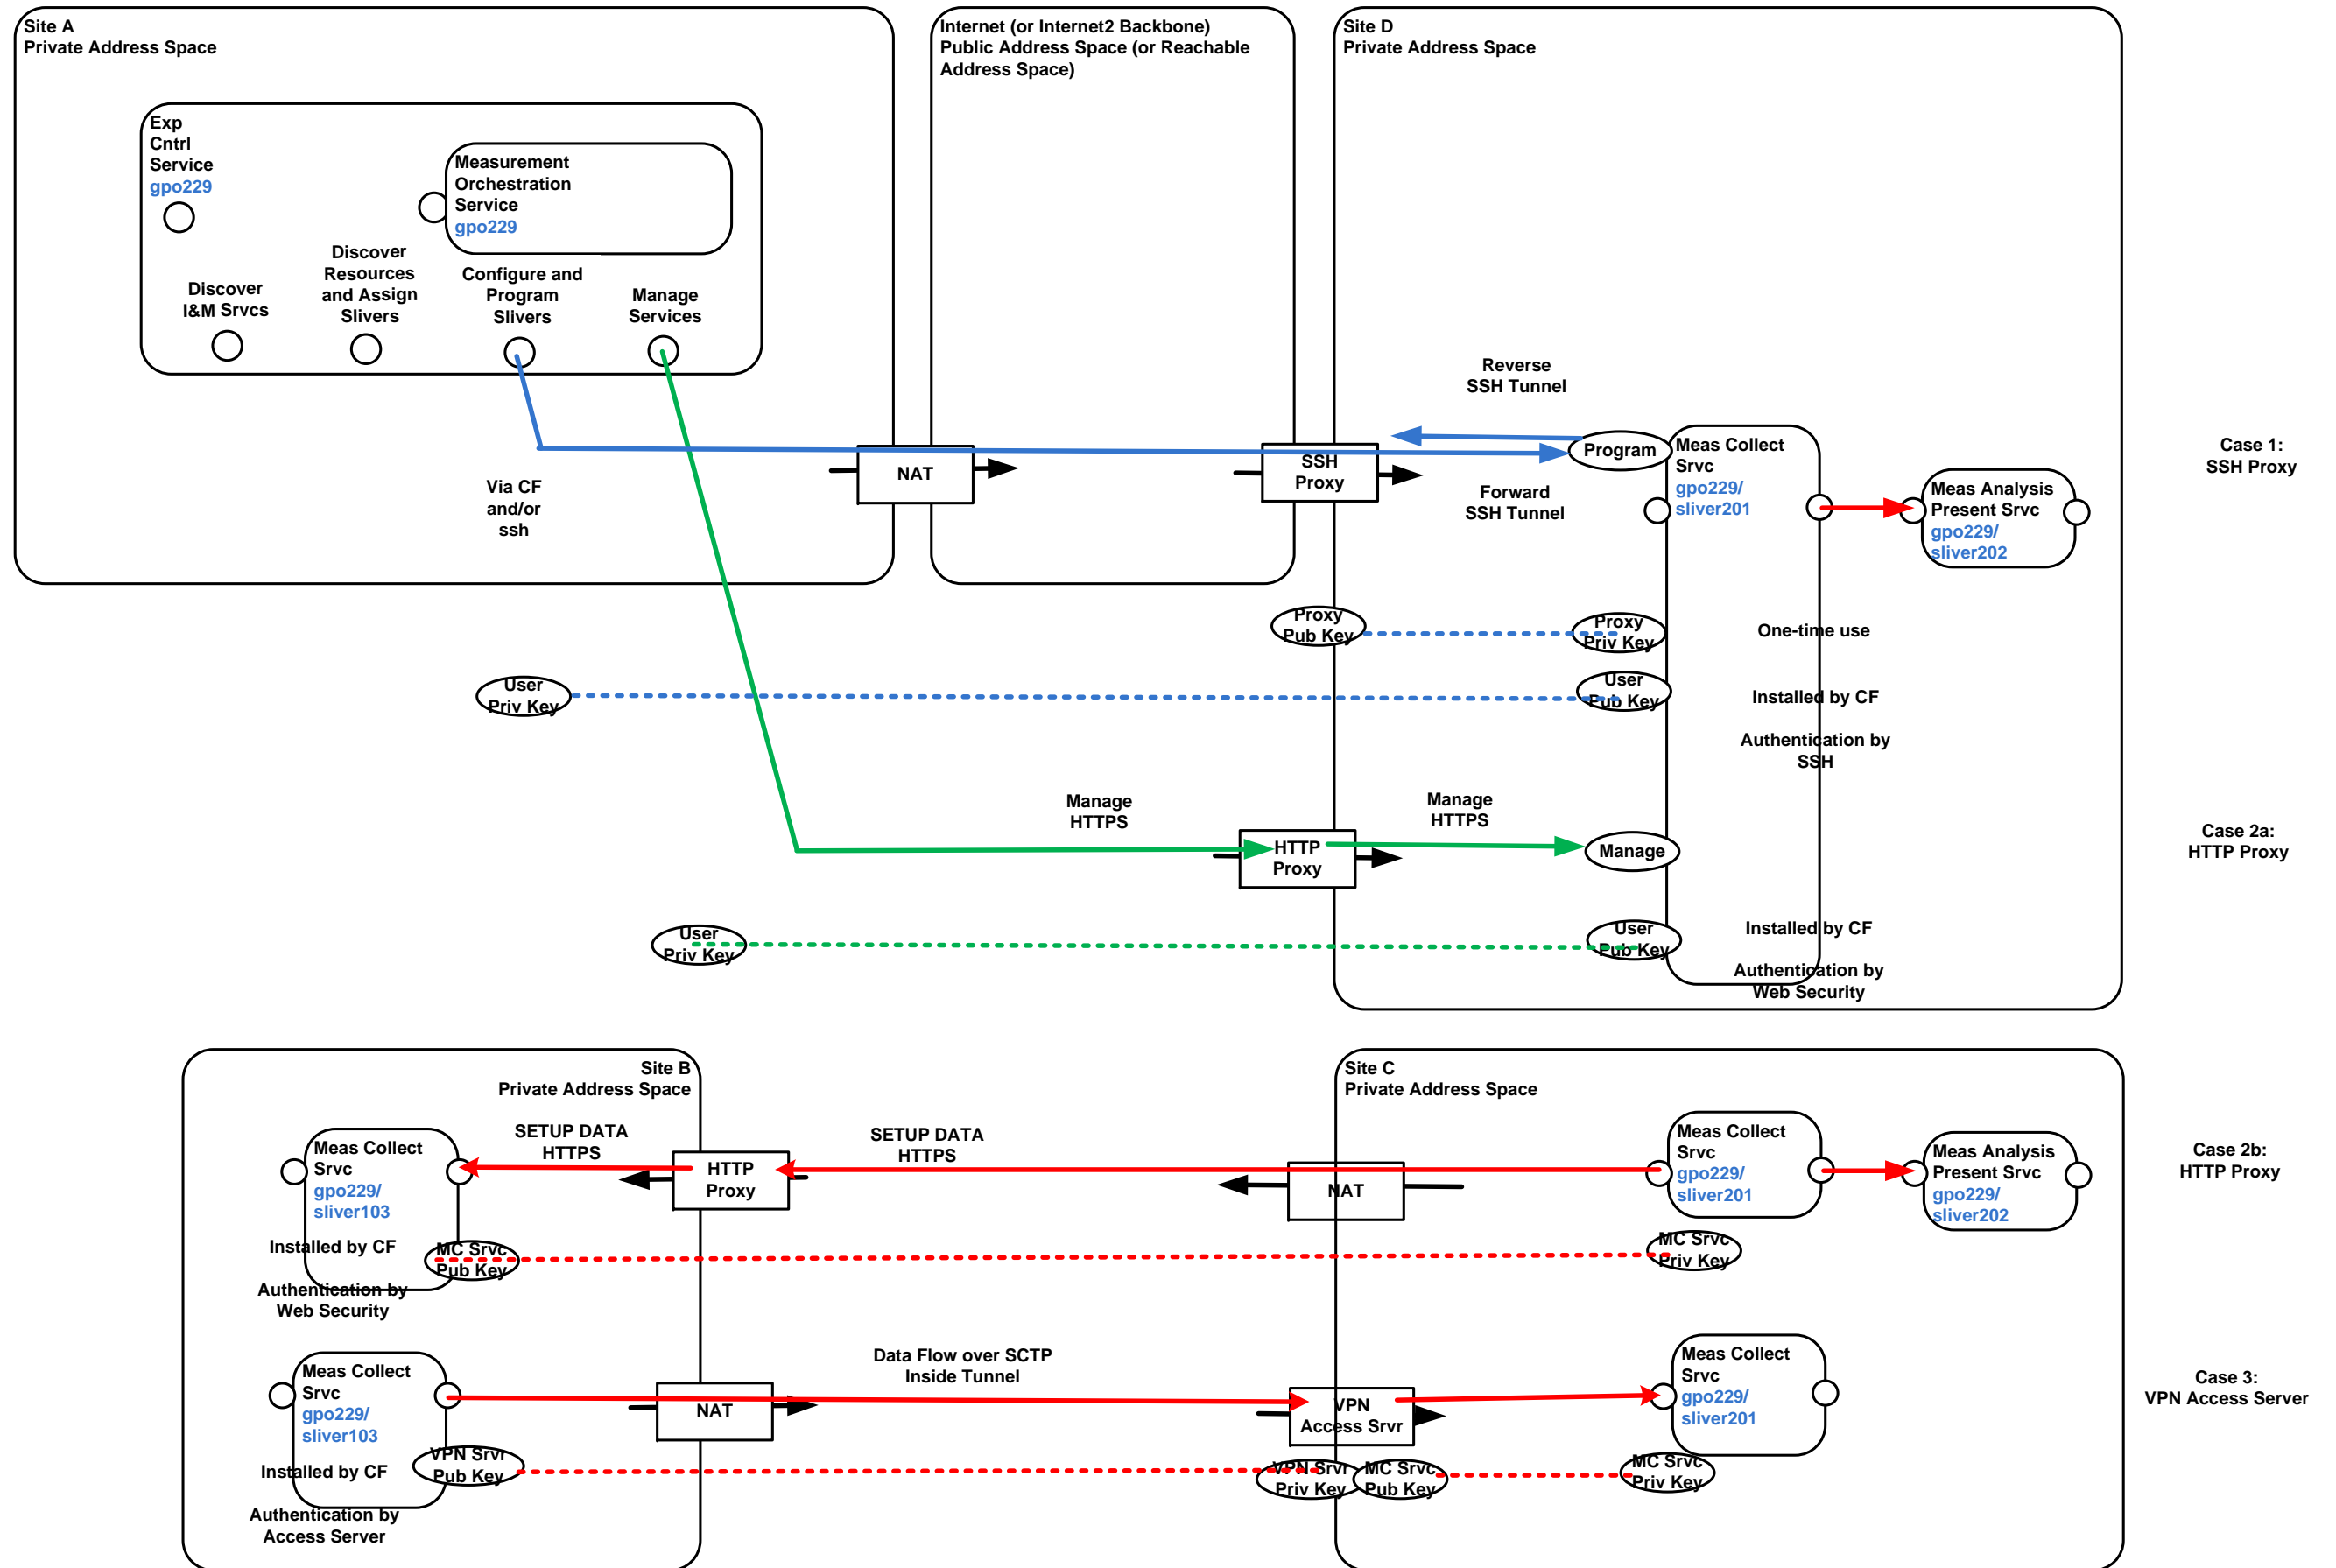 Site A
Private Address Space
Internet (or Internet2 Backbone)
Public Address Space (or Reachable
Address Space)
Site D
Private Address Space
Exp
Cntrl
Service
gpo229
Measurement
Orchestration
Service
gpo229
Discover
I&M Srvcs
Discover
Resources
and Assign
Slivers
Configure and
Program
Slivers
Manage
Services
Via CF
and/or
ssh
NAT
SSH
Proxy
Reverse
SSH Tunnel
Forward
SSH Tunnel
Program
Meas Collect
Srvc
gpo229/
sliver201
Meas Analysis
Present Srvc
gpo229/
sliver202
Case 1:
SSH Proxy
Proxy
Pub Key
Proxy
Priv Key
One-time use
User
Priv Key
User
Pub Key
Installed by CF
Authentication by
SSH
Manage
HTTPS
HTTP
Proxy
Manage
HTTPS
Manage
Case 2a:
HTTP Proxy
User
Priv Key
User
Pub Key
Installed by CF
Authentication by
Web Security
Site B
Private Address Space
Site C
Private Address Space
Meas Collect
Srvc
gpo229/
sliver103
SETUP DATA
HTTPS
HTTP
Proxy
SETUP DATA
HTTPS
NAT
Meas Collect
Srvc
gpo229/
sliver201
Meas Analysis
Present Srvc
gpo229/
sliver202
Case 2b:
HTTP Proxy
Installed by CF
Authentication by
Web Security
MC Srvc
Pub Key
MC Srvc
Priv Key
Meas Collect
Srvc
gpo229/
sliver103
NAT
Data Flow over SCTP
Inside Tunnel
VPN
Access Srvr
Meas Collect
Srvc
gpo229/
sliver201
Case 3:
VPN Access Server
Installed by CF
Authentication by
Access Server
VPN Srvr
Pub Key
VPN Srvr
Priv Key
MC Srvc
Pub Key
MC Srvc
Priv Key